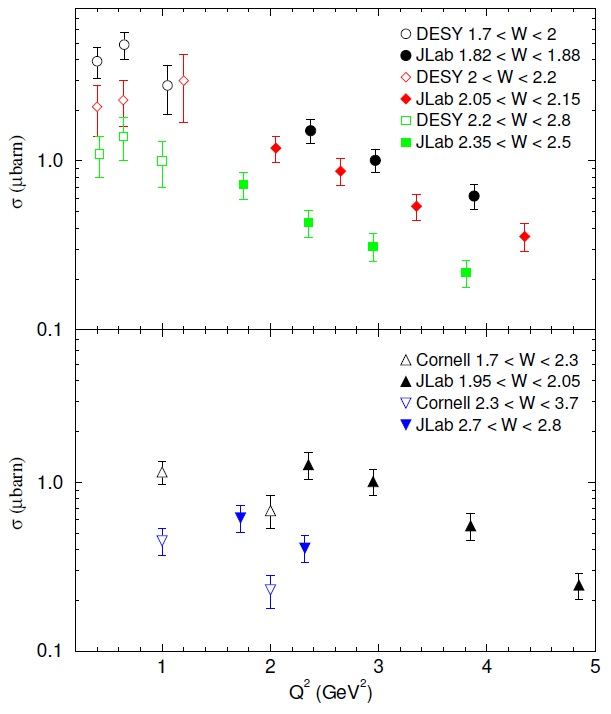 DESY 1.7 < W < 2
JLab 1.82 < W < 1.88
DESY 2 < W < 2.2
JLab 2.05 < W < 2.15
DESY 2.2 < W < 2.8
JLab 2.35 < W < 2.5
1.0
σ (μbarn)
0.1
Cornell 1.7 < W < 2.3
JLab 1.95 < W < 2.05
Cornell 2.3 < W < 3.7
JLab 2.7 < W < 2.8
1.0
σ (μbarn)
0.1
1 2 3 4 5
Q² (GeV²)